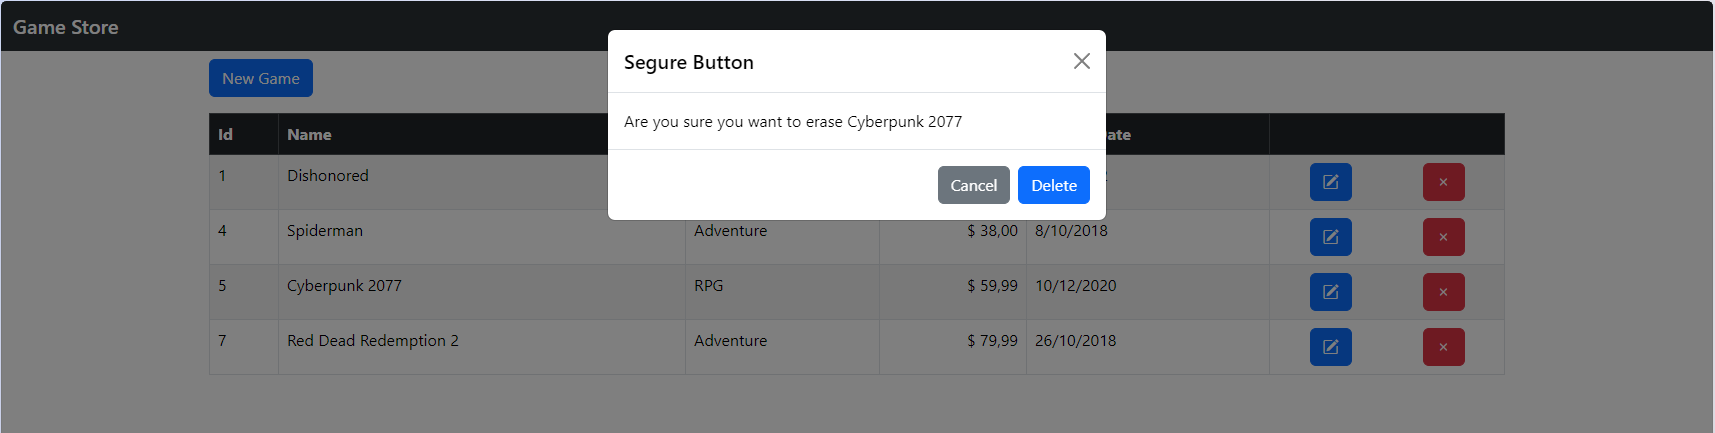 Game Store
Segure Button
Are you sure you want to erase Cyberpunk 2077
Cancel Delete
New Game
Id Name
1 Dishonored
4 Spiderman Adventure $ 38,00 8/10/2018
5 Cyberpunk 2077 RPG $ 59,99 10/12/2020
7 Red Dead Redemption 2 Adventure $ 79,99 26/10/2018